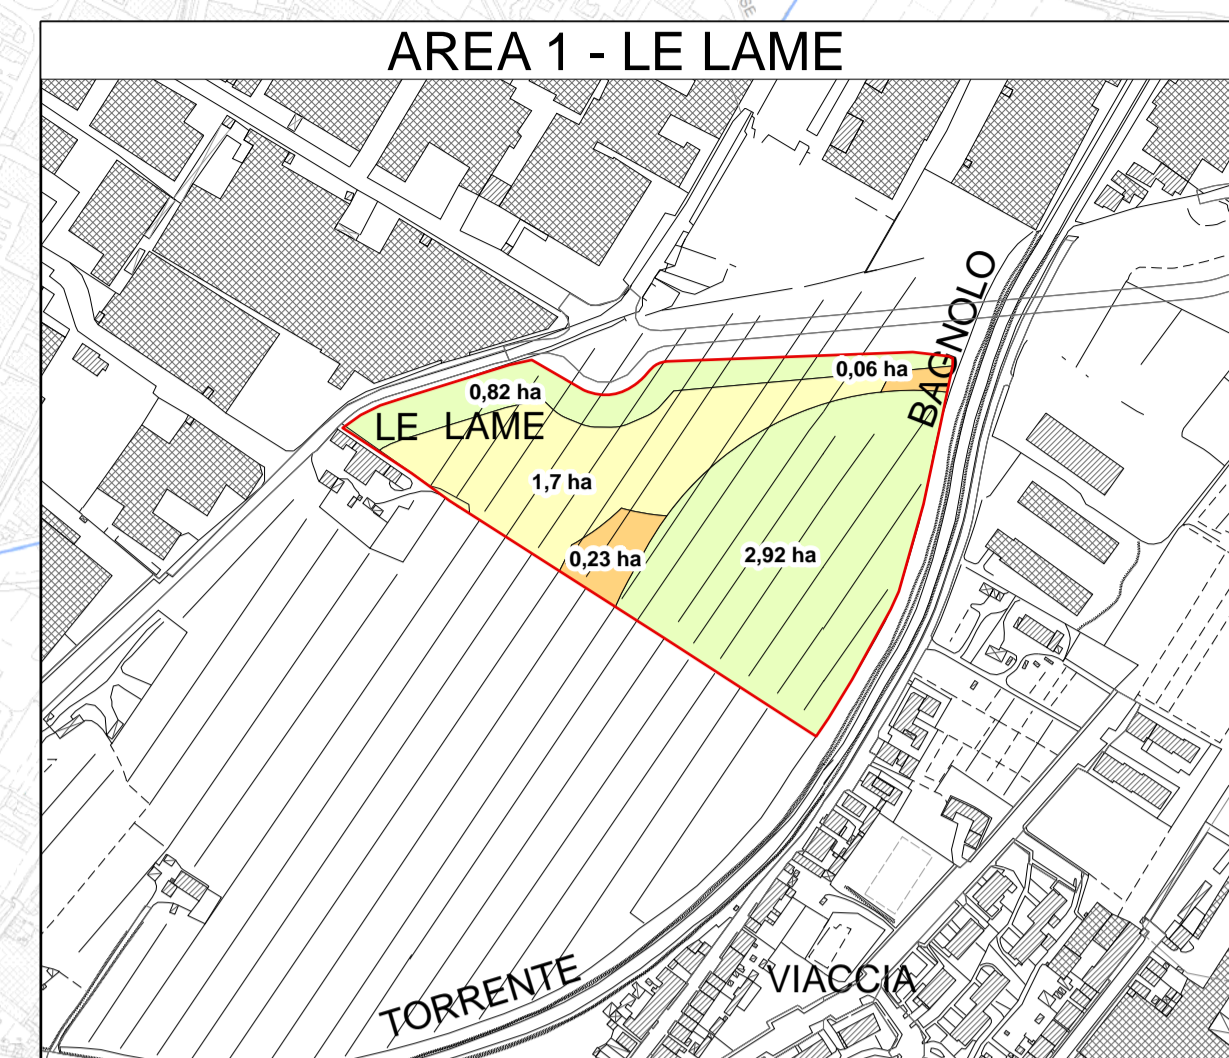 AREA 1 - LE LAME
BAGNOLO
0,06 ha
0,82 ha
LE LAME
1,7 ha
0,23 ha
2,92 ha
TORRENTE
VIACCIA